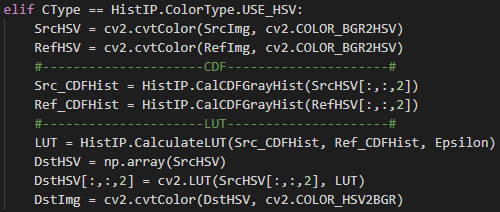 elif CType == HistIP.ColorType.USE_HSV:
    SrcHSV = cv2.cvtColor(SrcImg, cv2.COLOR_BGR2HSV)
    RefHSV = cv2.cvtColor(RefImg, cv2.COLOR_BGR2HSV)
    #---------------------CDF---------------------#
    Src_CDFHist = HistIP.CalCDFGrayHist(SrcHSV[:,:,2])
    Ref_CDFHist = HistIP.CalCDFGrayHist(RefHSV[:,:,2])
    #---------------------LUT---------------------#
    LUT = HistIP.CalculateLUT(Src_CDFHist, Ref_CDFHist, Epsilon)
    DstHSV = np.array(SrcHSV)
    DstHSV[:,:,2] = cv2.LUT(SrcHSV[:,:,2], LUT)
    DstImg = cv2.cvtColor(DstHSV, cv2.COLOR_HSV2BGR)